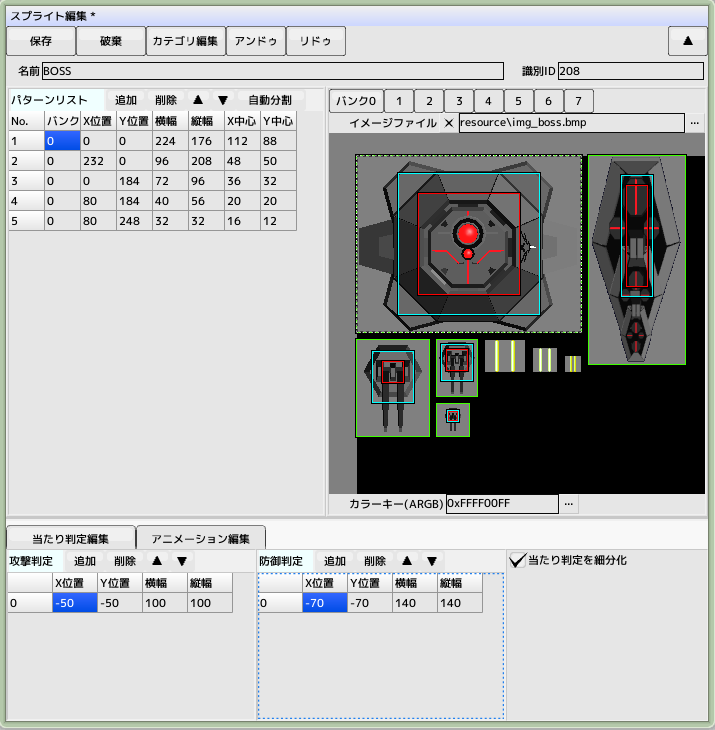 スプライト編集 *
保存 破棄 カテゴリ編集 アンドゥ リドゥ ▲
名前 BOSS 識別ID 208
パターンリスト 追加 削除 ▲ ▼ 自動分割
No. バンク X位置 Y位置 横幅 縦幅 X中心 Y中心
1 0 0 0 224 176 112 88
2 0 232 0 96 208 48 50
3 0 0 184 72 96 36 32
4 0 80 184 40 56 20 20
5 0 80 248 32 32 16 12
バンク0 1 2 3 4 5 6 7
イメージファイル ✕ resource\img_boss.bmp ...
カラーキー(ARGB) 0xFFFF00FF ...
当たり判定編集 アニメーション編集
攻撃判定 追加 削除 ▲ ▼
X位置 Y位置 横幅 縦幅
0 -50 -50 100 100
防御判定 追加 削除 ▲ ▼
X位置 Y位置 横幅 縦幅
0 -70 -70 140 140
当たり判定を細分化